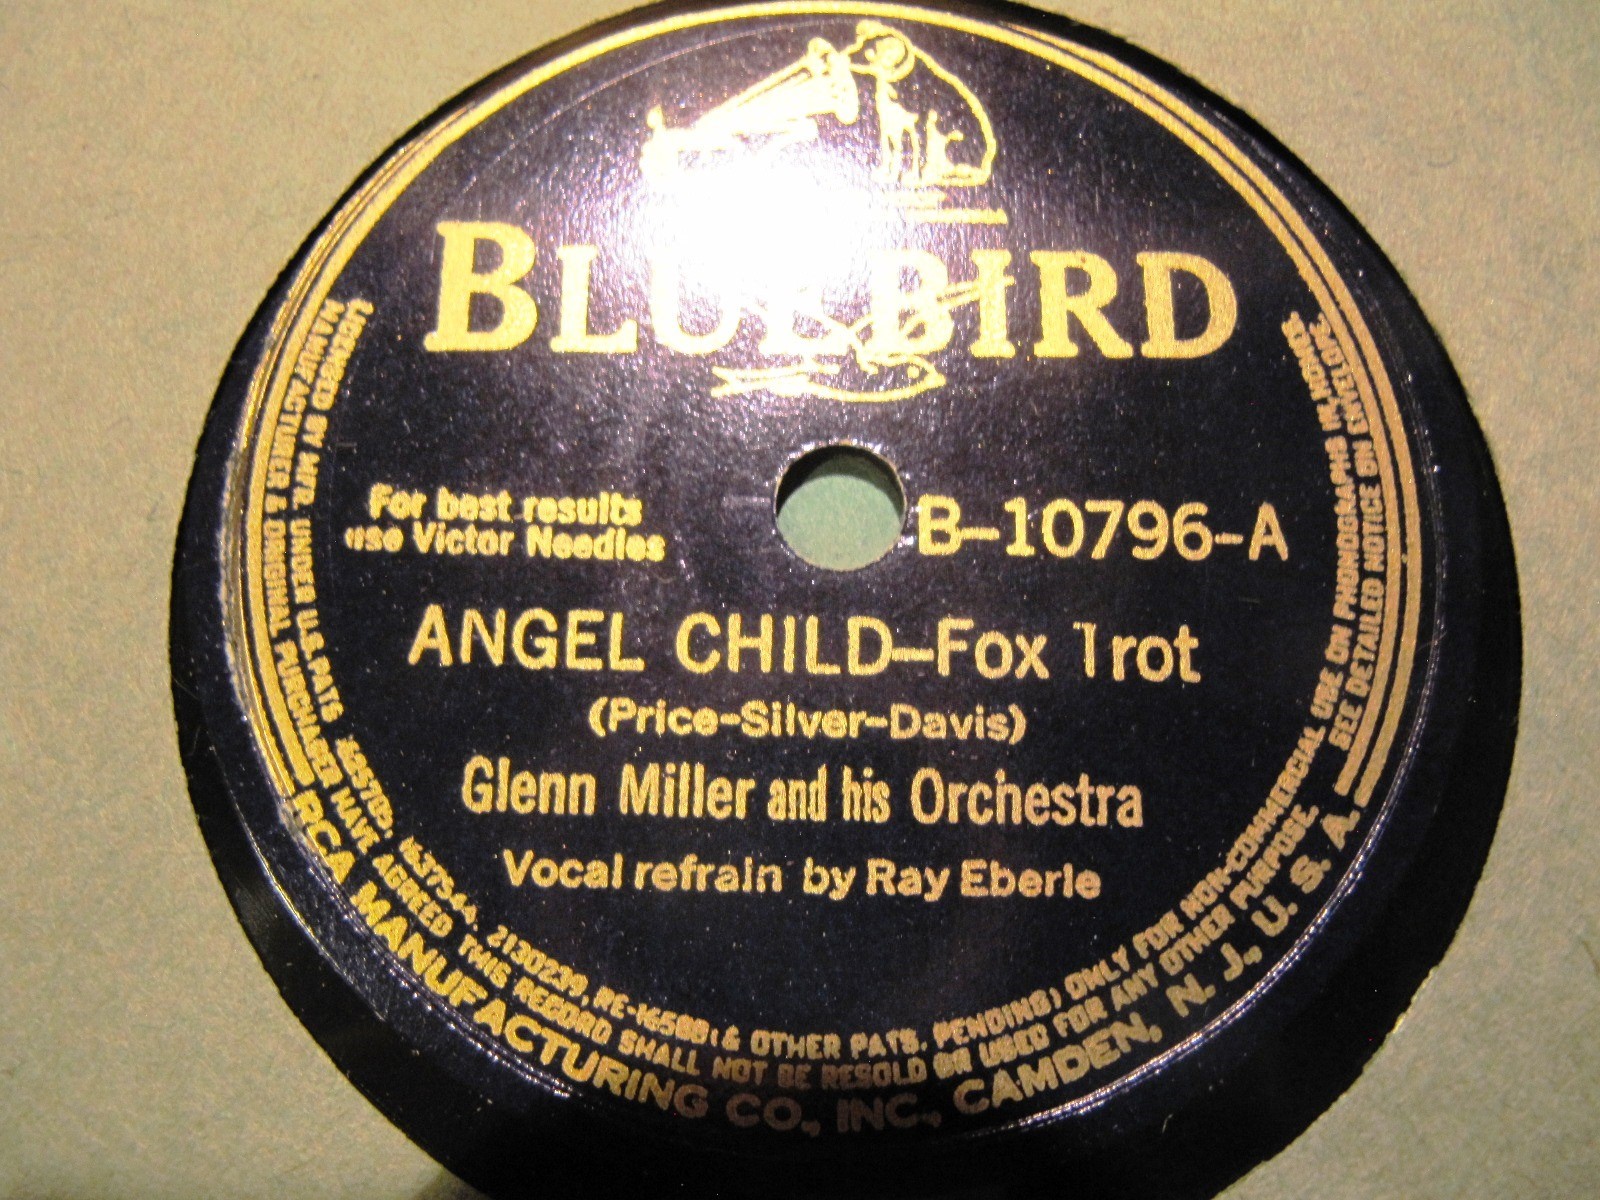 BLUEBIRD
For best results
use Victor Needles
B-10796-A
ANGEL CHILD-Fox Trot
(Price-Silver-Davis)
Glenn Miller and his Orchestra
Vocal refrain by Ray Eberle
LICENSED BY MFR. UNDER U.S. PATS 1637544, 2130239, RE-16588 (& OTHER PATS. PENDING) ONLY FOR NON-COMMERCIAL USE ON PHONOGRAPHS IN HOMES.
MANUFACTURER & ORIGINAL PURCHASER HAVE AGREED THIS RECORD SHALL NOT BE RESOLD OR USED FOR ANY OTHER PURPOSE. SEE DETAILED NOTICE ON ENVELOPE.
RCA MANUFACTURING CO., INC., CAMDEN, N. J., U. S. A.